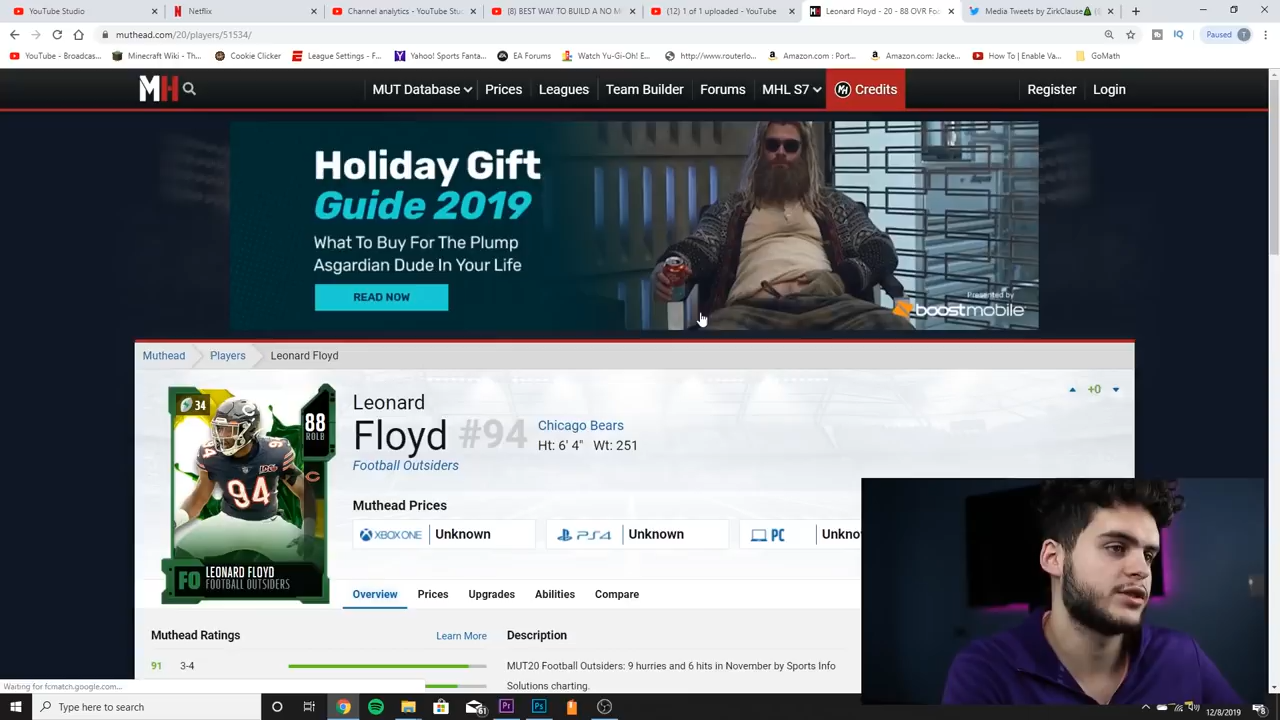 YouTube Studio
Netflix
Channel analytics - YouTube Stu
(8) BEST WAY TO BUILD A NO M
(12) 1 of 1 uploaded - YouTube
Leonard Floyd - 20 - 88 OVR Fo
Media Tweets by ZirkClause
muthead.com/20/players/51534/
Paused
T
YouTube - Broadcas...
Minecraft Wiki - Th...
Cookie Clicker
League Settings - F...
Yahoo! Sports Fanta...
EA Forums
Watch Yu-Gi-Oh! E...
http://www.routerlo...
Amazon.com : Port...
Amazon.com: Jacke...
How To | Enable Va...
GoMath
MH
MUT Database
Prices
Leagues
Team Builder
Forums
MHL S7
Credits
Register
Login
Holiday Gift
Guide 2019
What To Buy For The Plump
Asgardian Dude In Your Life
READ NOW
Presented by
boostmobile
Muthead
Players
Leonard Floyd
34
88
ROLB
94
LEONARD FLOYD
FO
FOOTBALL OUTSIDERS
Leonard
Floyd #94
Chicago Bears
Ht: 6' 4" Wt: 251
Football Outsiders
+0
Muthead Prices
XBOX ONE
Unknown
PS4
Unknown
PC
Unkno
Overview
Prices
Upgrades
Abilities
Compare
Muthead Ratings
Learn More
Description
91
3-4
MUT20 Football Outsiders: 9 hurries and 6 hits in November by Sports Info
Solutions charting.
Waiting for fcmatch.google.com...
Type here to search
12/8/2019